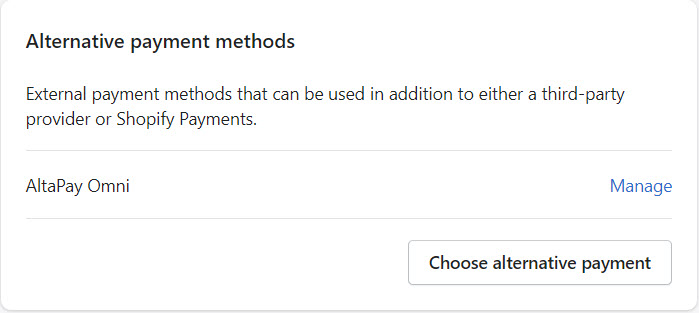 Alternative payment methods
External payment methods that can be used in addition to either a third-party
provider or Shopify Payments.
AltaPay Omni
Manage
Choose alternative payment